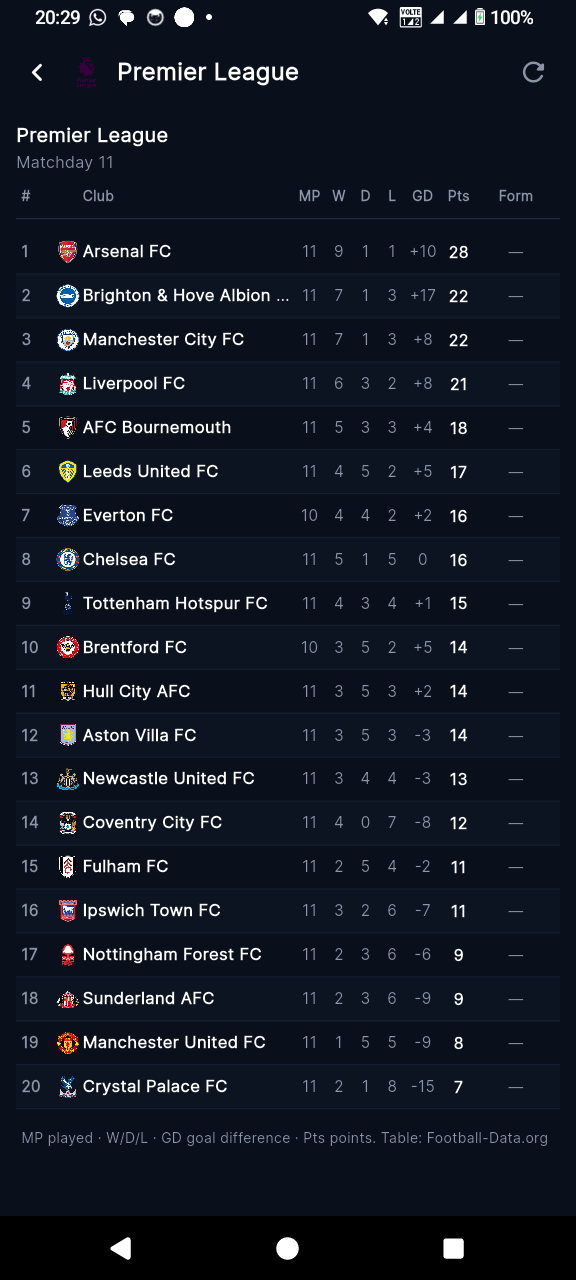 20:29 VOLTE 1 2 100%
Premier League
Premier League
Matchday 11
# Club MP W D L GD Pts Form
1 Arsenal FC 11 9 1 1 +10 28 —
2 Brighton & Hove Albion ... 11 7 1 3 +17 22 —
3 Manchester City FC 11 7 1 3 +8 22 —
4 Liverpool FC 11 6 3 2 +8 21 —
5 AFC Bournemouth 11 5 3 3 +4 18 —
6 Leeds United FC 11 4 5 2 +5 17 —
7 Everton FC 10 4 4 2 +2 16 —
8 Chelsea FC 11 5 1 5 0 16 —
9 Tottenham Hotspur FC 11 4 3 4 +1 15 —
10 Brentford FC 10 3 5 2 +5 14 —
11 Hull City AFC 11 3 5 3 +2 14 —
12 Aston Villa FC 11 3 5 3 -3 14 —
13 Newcastle United FC 11 3 4 4 -3 13 —
14 Coventry City FC 11 4 0 7 -8 12 —
15 Fulham FC 11 2 5 4 -2 11 —
16 Ipswich Town FC 11 3 2 6 -7 11 —
17 Nottingham Forest FC 11 2 3 6 -6 9 —
18 Sunderland AFC 11 2 3 6 -9 9 —
19 Manchester United FC 11 1 5 5 -9 8 —
20 Crystal Palace FC 11 2 1 8 -15 7 —
MP played · W/D/L · GD goal difference · Pts points. Table: Football-Data.org